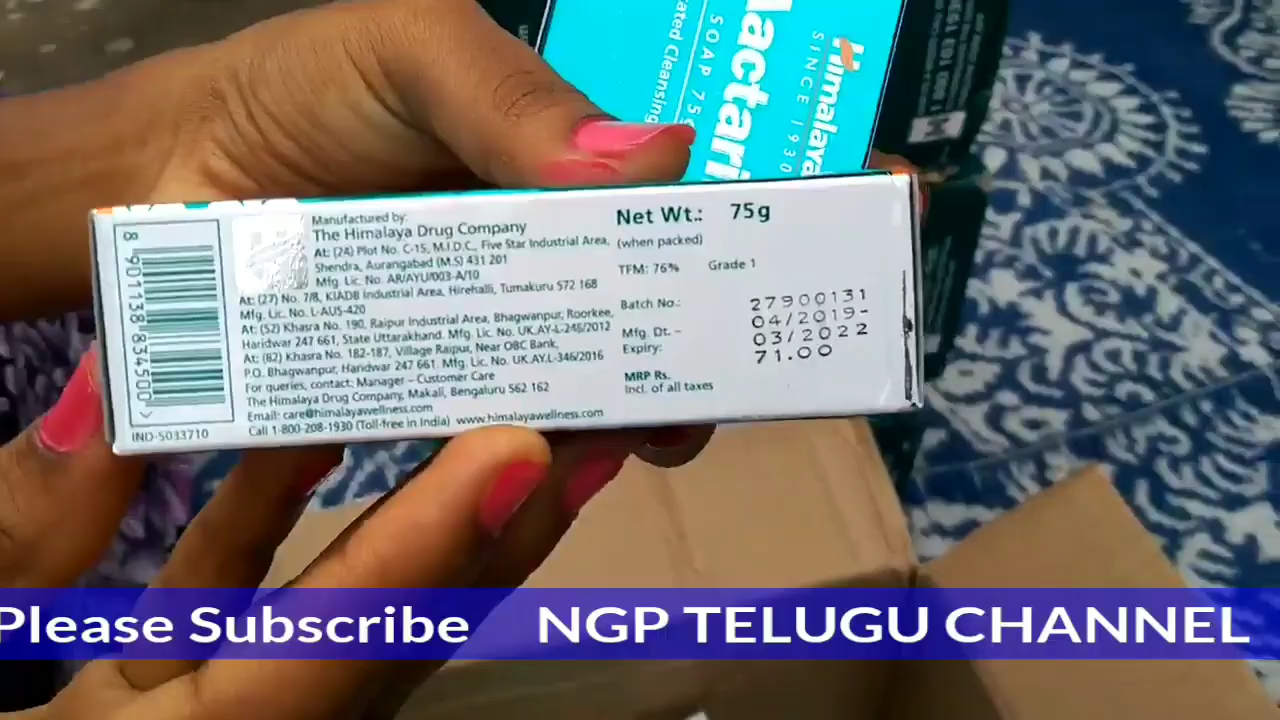 Himalaya
SINCE 1930
lactari
SOAP 75g
ated Cleansing
8 901138 834500 >
IND-5033710
Manufactured by:
The Himalaya Drug Company
At: (24) Plot No. C-15, M.I.D.C., Five Star Industrial Area,
Shendra, Aurangabad (M.S) 431 201
Mfg. Lic. No. AR/AYU/003-A/10
At: (27) No. 7/8, KIADB Industrial Area, Hirehalli, Tumakuru 572 168
Mfg. Lic. No. L-AUS-420
At: (52) Khasra No. 190, Raipur Industrial Area, Bhagwanpur, Roorkee,
Haridwar 247 661, State Uttarakhand. Mfg. Lic. No. UK.AY-L-246/2012
At: (82) Khasra No. 182-187, Village Raipur, Near OBC Bank,
P.O. Bhagwanpur, Haridwar 247 661. Mfg. Lic. No. UK.AY.L-346/2016
For queries, contact: Manager – Customer Care
The Himalaya Drug Company, Makali, Bengaluru 562 162
Email: care@himalayawellness.com
Call 1-800-208-1930 (Toll-free in India) www.himalayawellness.com
Net Wt.: 75g
(when packed)
TFM: 76% Grade 1
Batch No.: 27900131
Mfg. Dt. – 04/2019-
Expiry: 03/2022
MRP Rs. 71.00
Incl. of all taxes
Please Subscribe NGP TELUGU CHANNEL